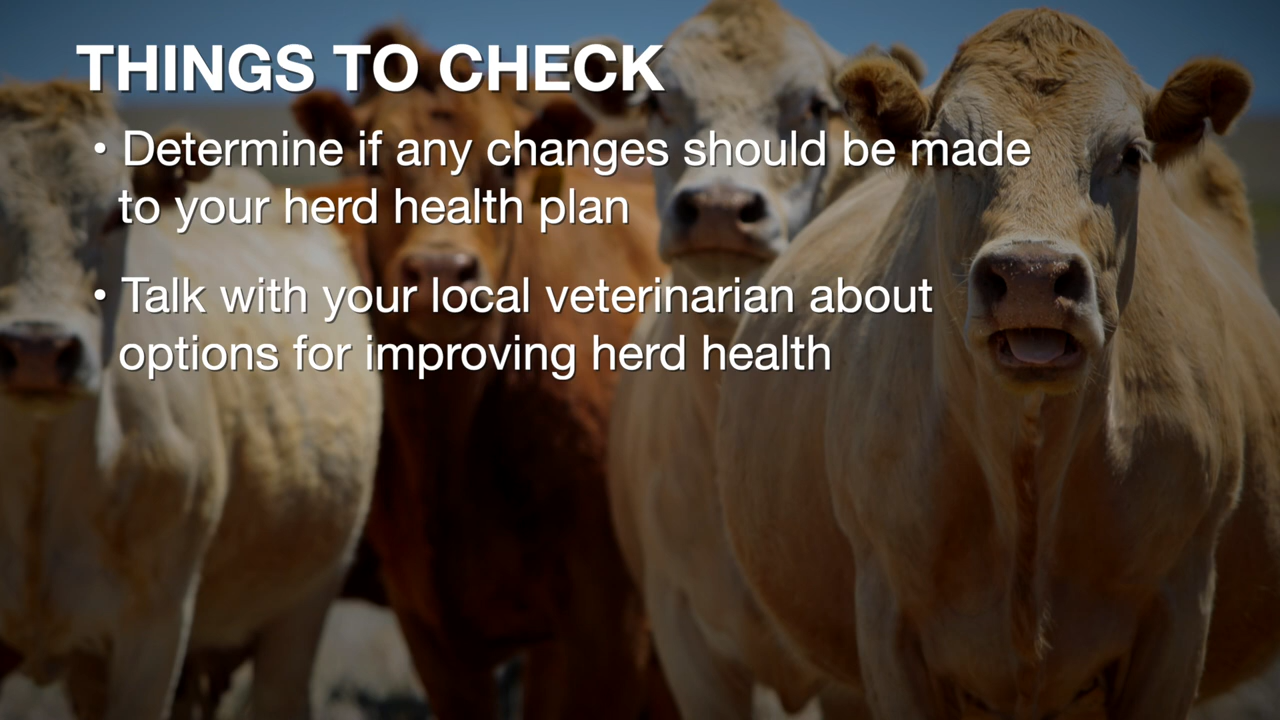 THINGS TO CHECK
• Determine if any changes should be made
to your herd health plan
• Talk with your local veterinarian about
options for improving herd health